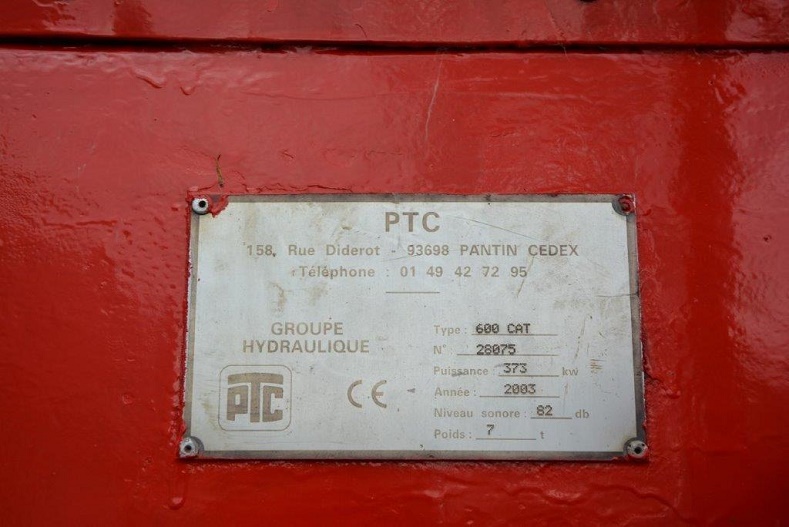 PTC
158, Rue Diderot - 93698 PANTIN CEDEX
Téléphone : 01 49 42 72 95
GROUPE
HYDRAULIQUE
PTC
CE
Type : 600 CAT
N° 28075
Puissance : 373 kw
Année : 2003
Niveau sonore : 82 db
Poids : 7 t